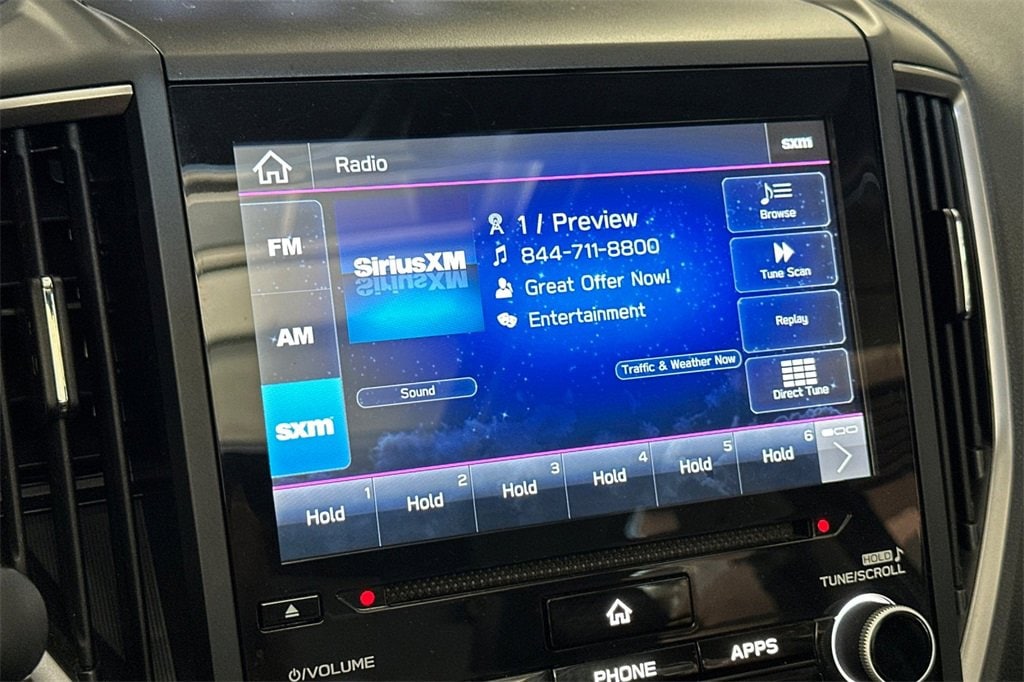 Radio
sxm
FM
AM
sxm
SiriusXM
1 / Preview
844-711-8800
Great Offer Now!
Entertainment
Browse
Tune Scan
Replay
Direct Tune
Traffic & Weather Now
Sound
1 Hold
2 Hold
3 Hold
4 Hold
5 Hold
6 Hold
HOLD
TUNE/SCROLL
/VOLUME
PHONE
APPS